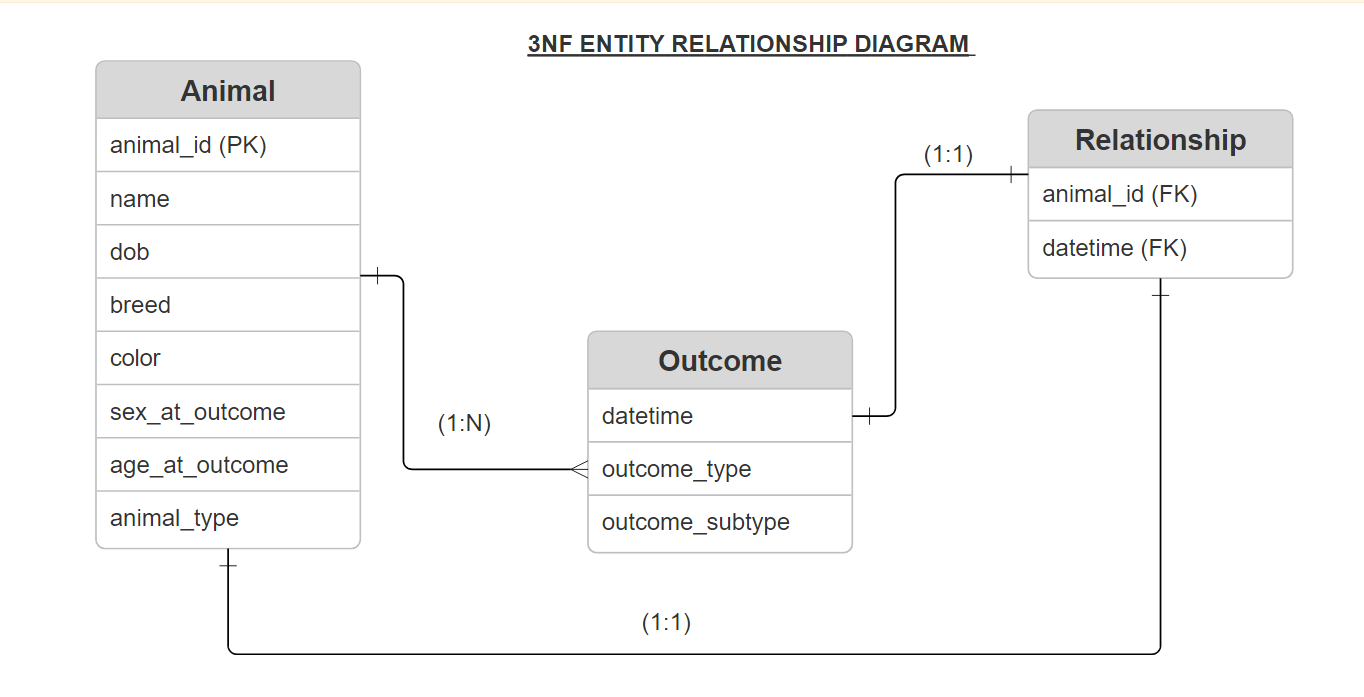 3NF ENTITY RELATIONSHIP DIAGRAM
Animal
animal_id (PK)
name
dob
breed
color
sex_at_outcome
age_at_outcome
animal_type
(1:N)
Outcome
datetime
outcome_type
outcome_subtype
(1:1)
Relationship
animal_id (FK)
datetime (FK)
(1:1)